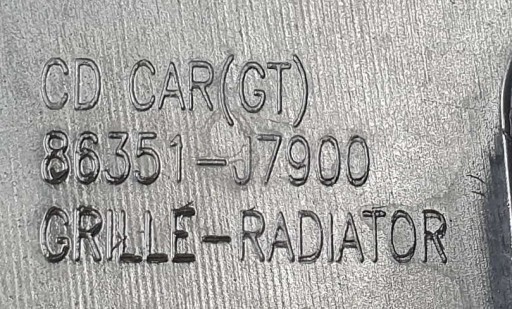 CD CAR(GT)
86351-J7900
GRILLE-RADIATOR